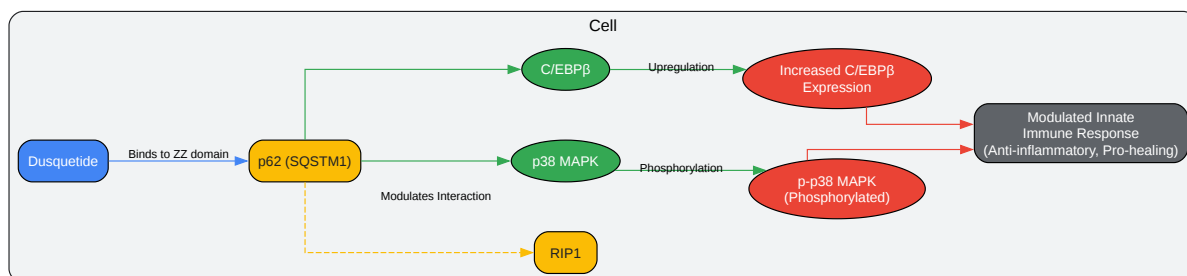 Cell
C/EBPβ
Upregulation
Increased C/EBPβ
Expression
Modulated Innate
Immune Response
(Anti-inflammatory, Pro-healing)
Dusquetide
Binds to ZZ domain
p62 (SQSTM1)
p38 MAPK
Phosphorylation
p-p38 MAPK
(Phosphorylated)
Modulates Interaction
RIP1